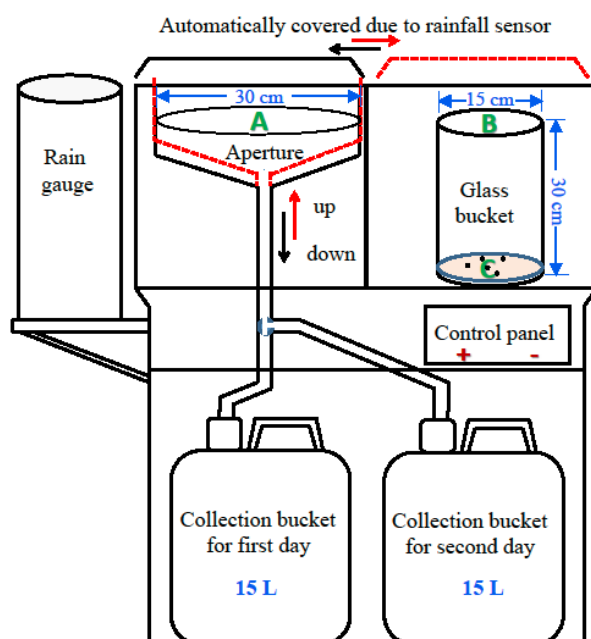 Automatically covered due to rainfall sensor
30 cm
15 cm
A
B
Rain
gauge
Aperture
Glass
bucket
30 cm
up
down
C
Control panel
+ -
Collection bucket
for first day
15 L
Collection bucket
for second day
15 L